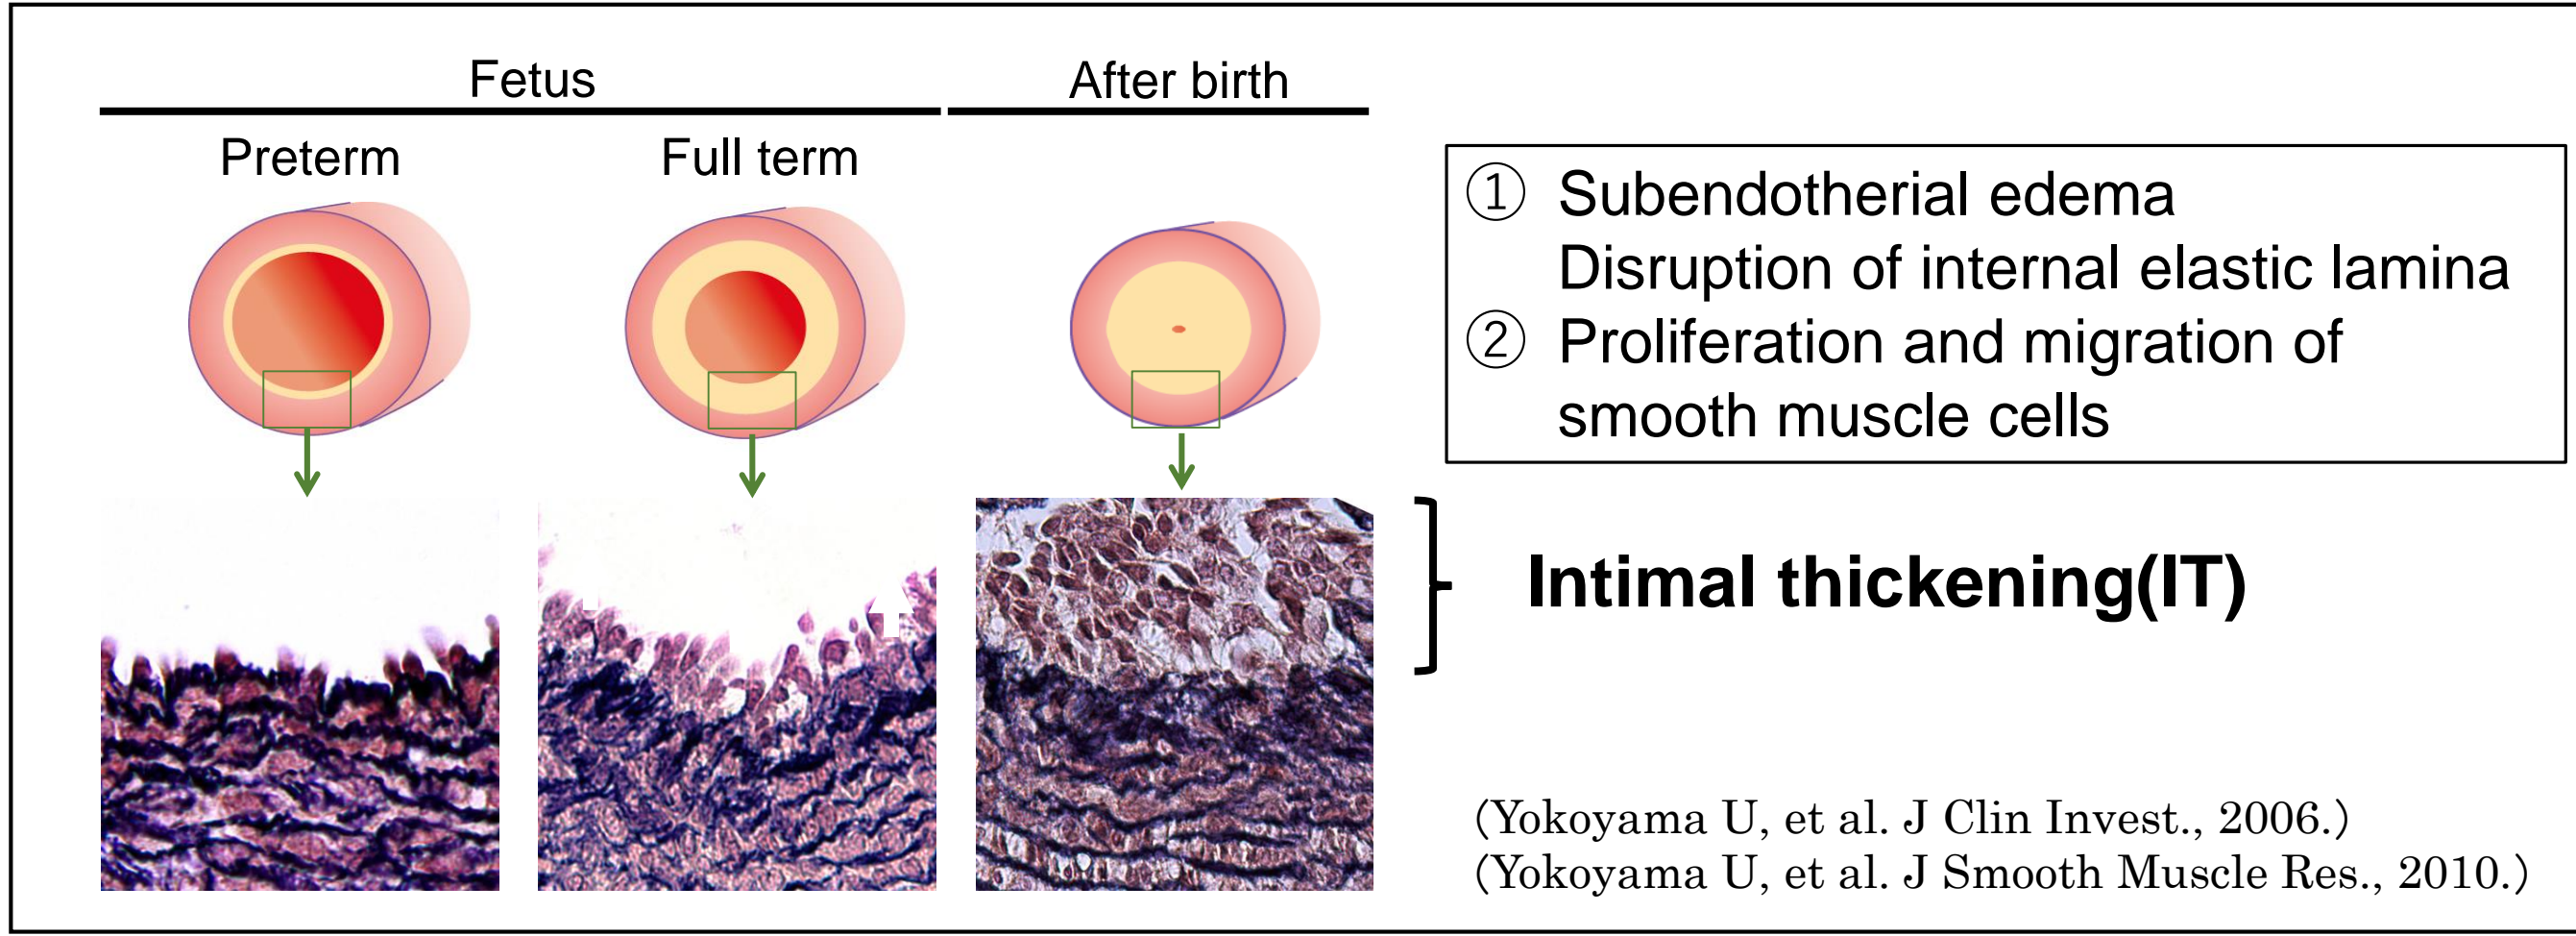 Fetus
After birth
Preterm
Full term
① Subendotherial edema
Disruption of internal elastic lamina
② Proliferation and migration of
smooth muscle cells
Intimal thickening(IT)
(Yokoyama U, et al. J Clin Invest., 2006.)
(Yokoyama U, et al. J Smooth Muscle Res., 2010.)